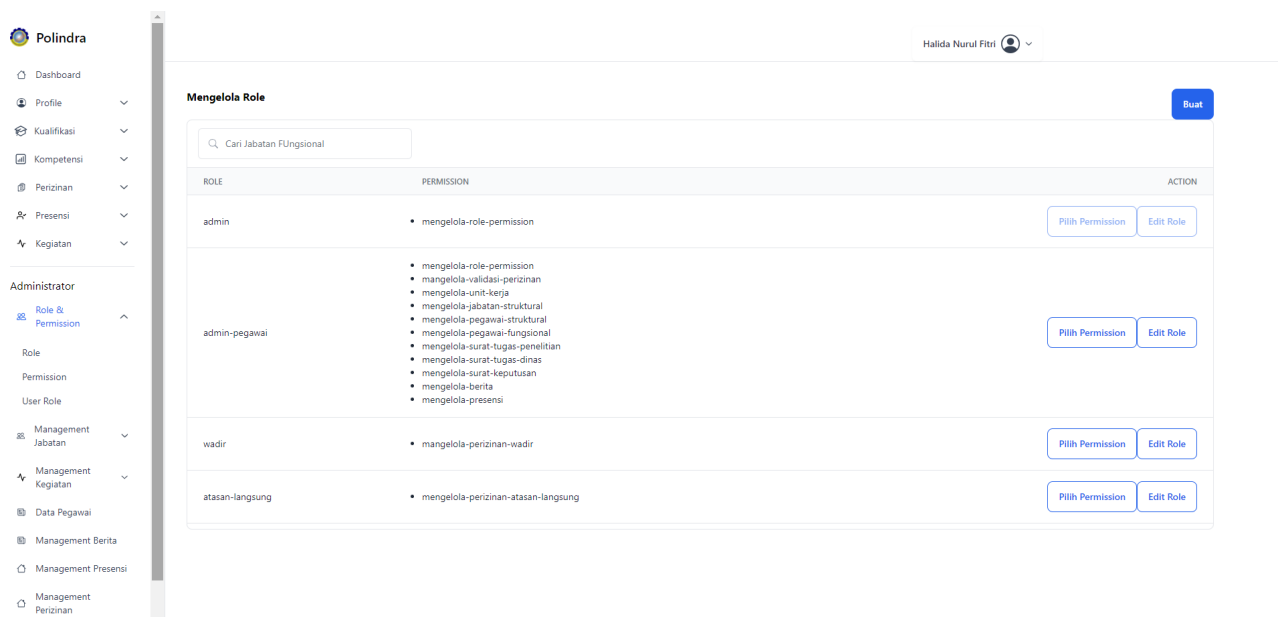 Polindra
Halida Nurul Fitri
Dashboard
Profile
Kualifikasi
Kompetensi
Perizinan
Presensi
Kegiatan
Administrator
Role &
Permission
Role
Permission
User Role
Management
Jabatan
Management
Kegiatan
Data Pegawai
Management Berita
Management Presensi
Management
Perizinan
Mengelola Role
Buat
Cari Jabatan FUngsional
ROLE PERMISSION ACTION
admin
• mengelola-role-permission
Pilih Permission Edit Role
admin-pegawai
• mengelola-role-permission
• mangelola-validasi-perizinan
• mengelola-unit-kerja
• mengelola-jabatan-struktural
• mengelola-pegawai-struktural
• mengelola-pegawai-fungsional
• mengelola-surat-tugas-penelitian
• mengelola-surat-tugas-dinas
• mengelola-surat-keputusan
• mengelola-berita
• mengelola-presensi
Pilih Permission Edit Role
wadir
• mangelola-perizinan-wadir
Pilih Permission Edit Role
atasan-langsung
• mengelola-perizinan-atasan-langsung
Pilih Permission Edit Role